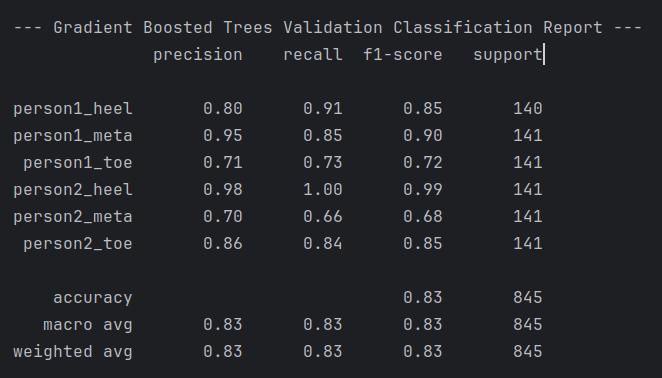 --- Gradient Boosted Trees Validation Classification Report ---
              precision    recall  f1-score   support

person1_heel       0.80      0.91      0.85       140
person1_meta       0.95      0.85      0.90       141
 person1_toe       0.71      0.73      0.72       141
person2_heel       0.98      1.00      0.99       141
person2_meta       0.70      0.66      0.68       141
 person2_toe       0.86      0.84      0.85       141

    accuracy                           0.83       845
   macro avg       0.83      0.83      0.83       845
weighted avg       0.83      0.83      0.83       845